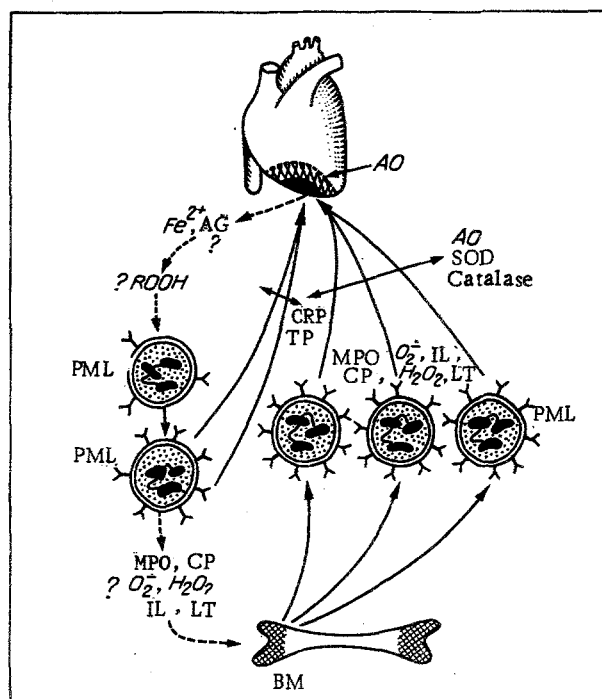 AO
Fe²⁺, AG
?
? ROOH
AO
SOD
Catalase
CRP
TP
PML
MPO O₂⁻, IL,
CP, H₂O₂, LT
PML
PML
MPO, CP
? O₂⁻, H₂O₂
IL, LT
BM